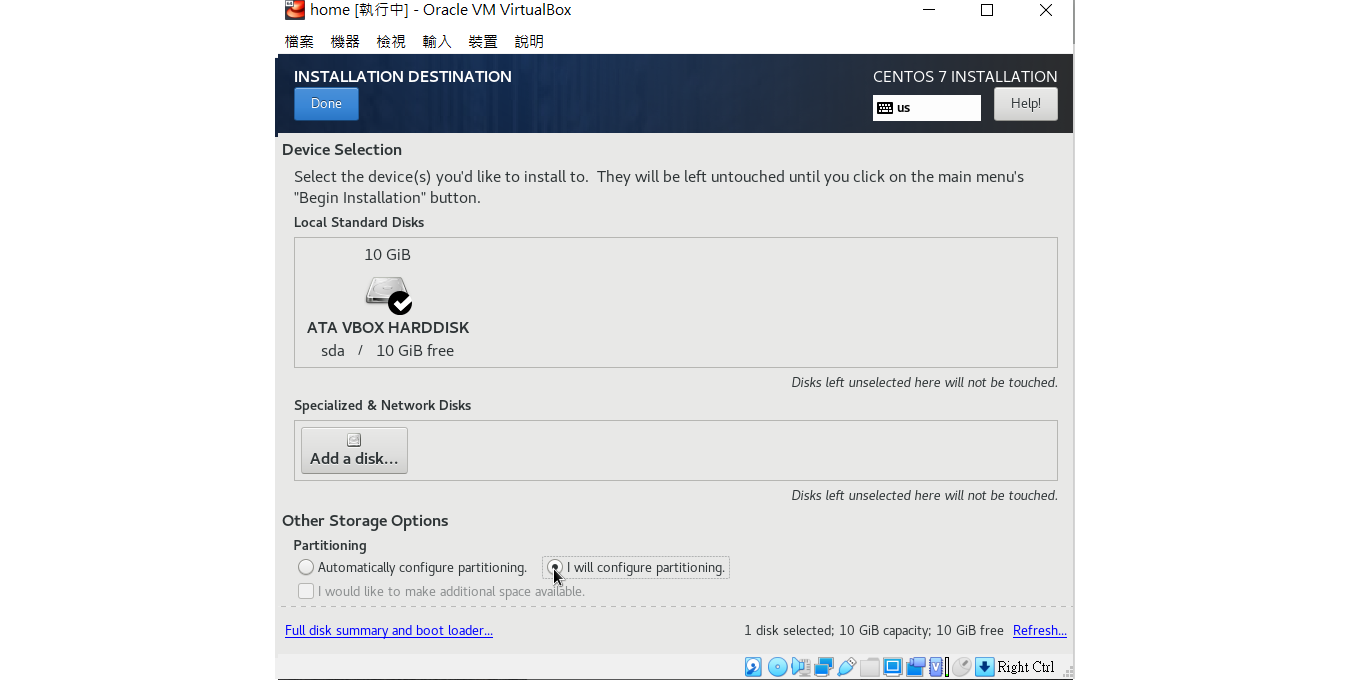 home [執行中] - Oracle VM VirtualBox
檔案 機器 檢視 輸入 裝置 說明
INSTALLATION DESTINATION
CENTOS 7 INSTALLATION
Done
us
Help!
Device Selection
Select the device(s) you'd like to install to.  They will be left untouched until you click on the main menu's
"Begin Installation" button.
Local Standard Disks
10 GiB
ATA VBOX HARDDISK
sda / 10 GiB free
Disks left unselected here will not be touched.
Specialized & Network Disks
Add a disk...
Disks left unselected here will not be touched.
Other Storage Options
Partitioning
Automatically configure partitioning. I will configure partitioning.
I would like to make additional space available.
Full disk summary and boot loader... 1 disk selected; 10 GiB capacity; 10 GiB free Refresh...
Right Ctrl